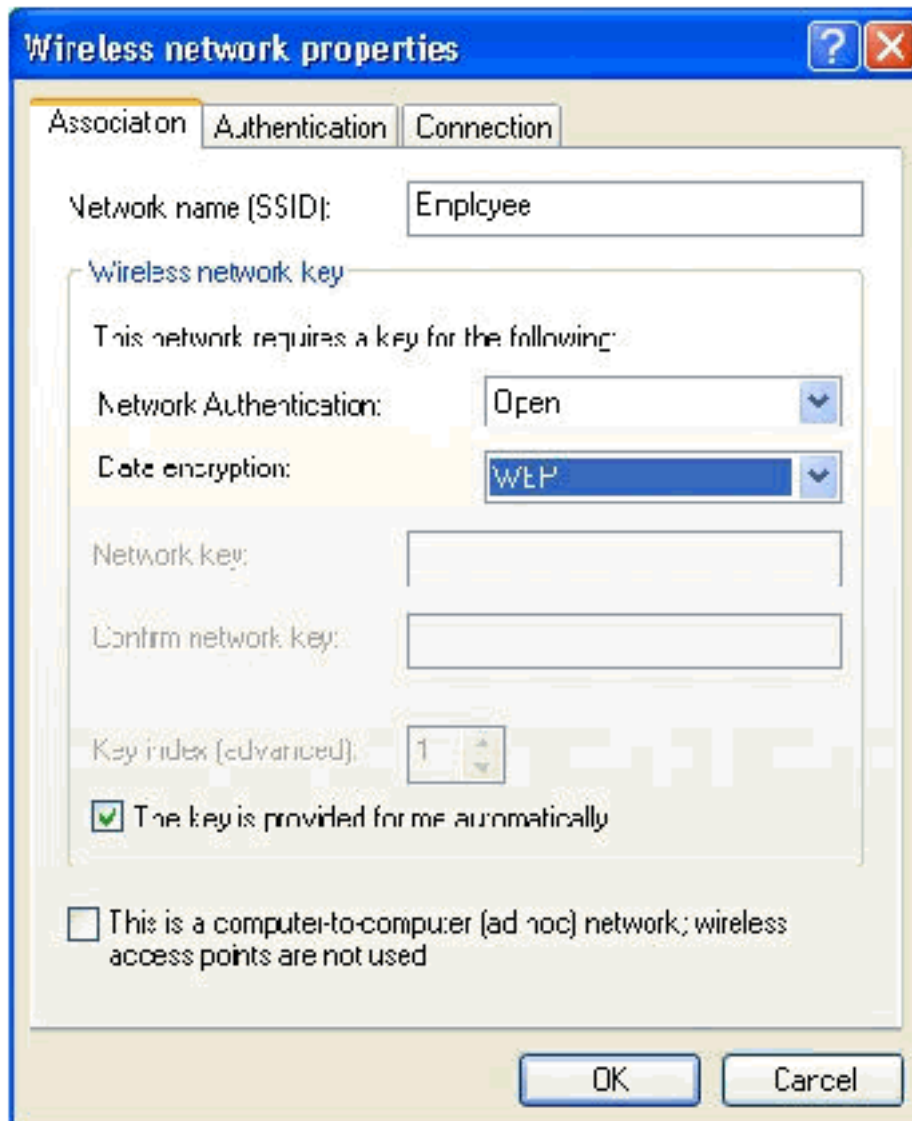 Wireless network properties
Association Authentication Connection
Network name (SSID): Employee
Wireless network key
This network requires a key for the following:
Network Authentication: Open
Data encryption: WEP
Network key:
Confirm network key:
Key index (advanced): 1
The key is provided for me automatically
This is a computer-to-computer (ad hoc) network; wireless
access points are not used
OK Cancel